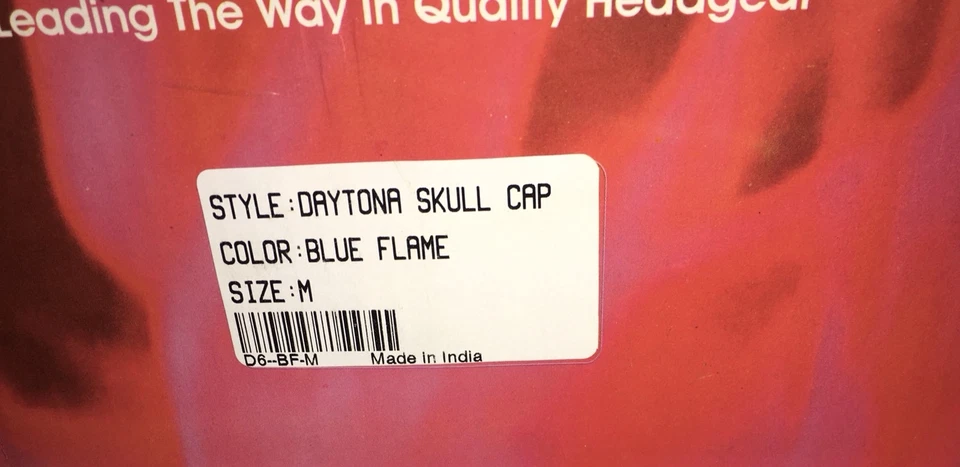 Leading The Way In Quality Headgear
STYLE:DAYTONA SKULL CAP
COLOR:BLUE FLAME
SIZE:M
D6--BF-M Made in India